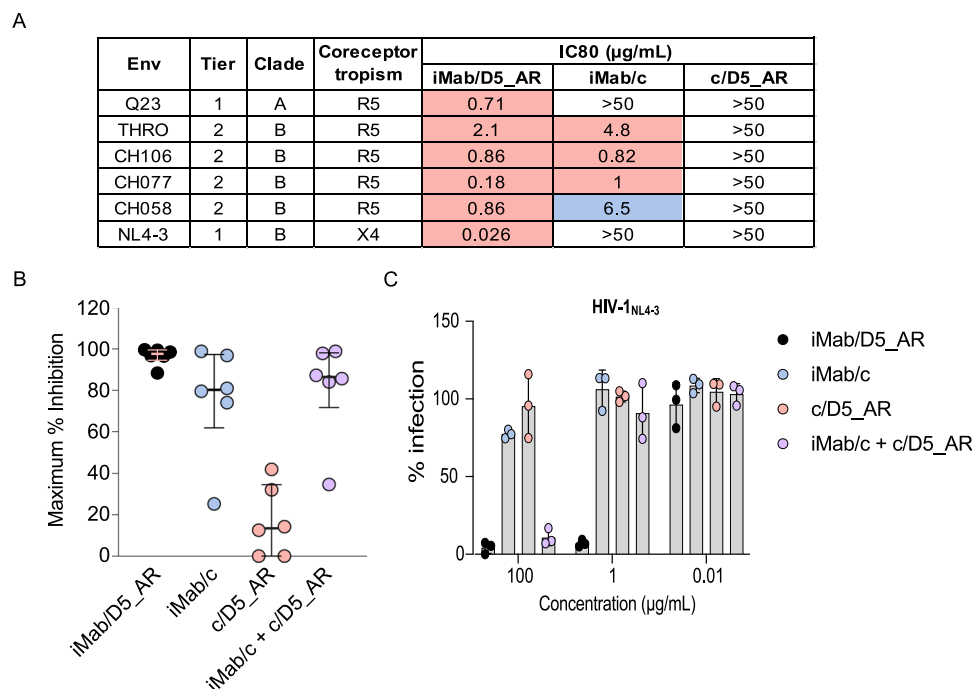 A
Env Tier Clade Coreceptor tropism IC80 (µg/mL)
iMab/D5_AR iMab/c c/D5_AR
Q23 1 A R5 0.71 >50 >50
THRO 2 B R5 2.1 4.8 >50
CH106 2 B R5 0.86 0.82 >50
CH077 2 B R5 0.18 1 >50
CH058 2 B R5 0.86 6.5 >50
NL4-3 1 B X4 0.026 >50 >50
B
Maximum % Inhibition
120
100
80
60
40
20
0
iMab/D5_AR
iMab/c
c/D5_AR
iMab/c + c/D5_AR
C
HIV-1NL4-3
% infection
150
100
50
0
100 1 0.01
Concentration (µg/mL)
iMab/D5_AR
iMab/c
c/D5_AR
iMab/c + c/D5_AR